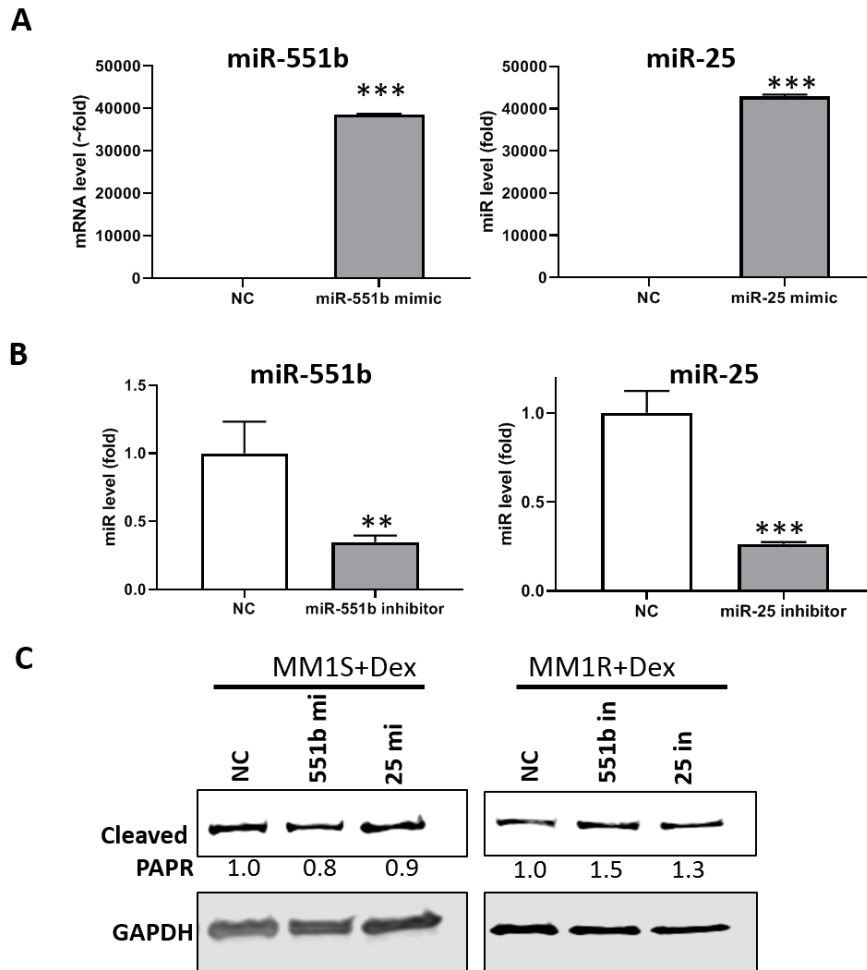 A
miR-551b
mRNA level (~fold)
50000
40000
30000
20000
10000
0
***
NC
miR-551b mimic
miR-25
miR level (fold)
50000
40000
30000
20000
10000
0
***
NC
miR-25 mimic
B
miR-551b
miR level (fold)
1.5
1.0
0.5
0.0
**
NC
miR-551b inhibitor
miR-25
miR level (fold)
1.0
0.5
0.0
***
NC
miR-25 inhibitor
C
MM1S+Dex
MM1R+Dex
NC
551b mi
25 mi
NC
551b in
25 in
Cleaved
PAPR
1.0
0.8
0.9
1.0
1.5
1.3
GAPDH